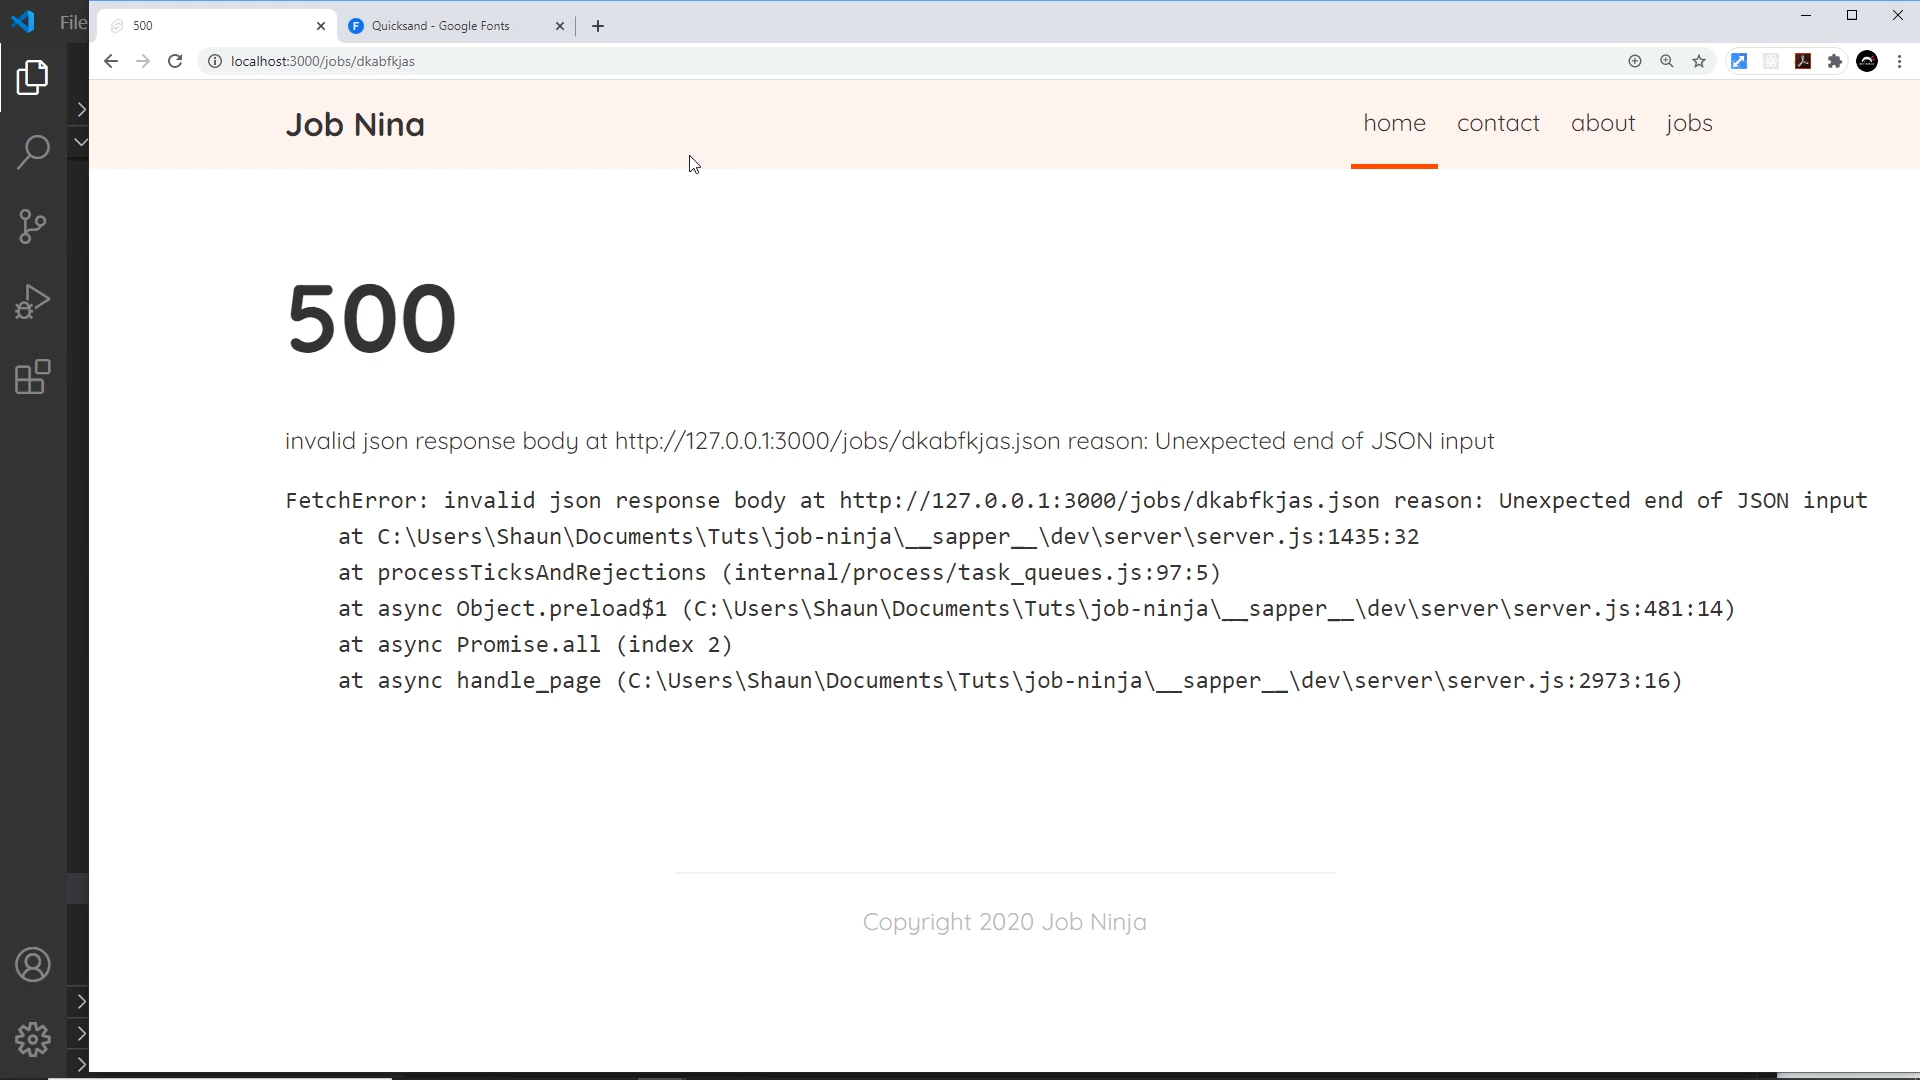 File
500
Quicksand - Google Fonts
localhost:3000/jobs/dkabfkjas
Job Nina
home contact about jobs
500
invalid json response body at http://127.0.0.1:3000/jobs/dkabfkjas.json reason: Unexpected end of JSON input
FetchError: invalid json response body at http://127.0.0.1:3000/jobs/dkabfkjas.json reason: Unexpected end of JSON input
at C:\Users\Shaun\Documents\Tuts\job-ninja\__sapper__\dev\server\server.js:1435:32
at processTicksAndRejections (internal/process/task_queues.js:97:5)
at async Object.preload$1 (C:\Users\Shaun\Documents\Tuts\job-ninja\__sapper__\dev\server\server.js:481:14)
at async Promise.all (index 2)
at async handle_page (C:\Users\Shaun\Documents\Tuts\job-ninja\__sapper__\dev\server\server.js:2973:16)
Copyright 2020 Job Ninja